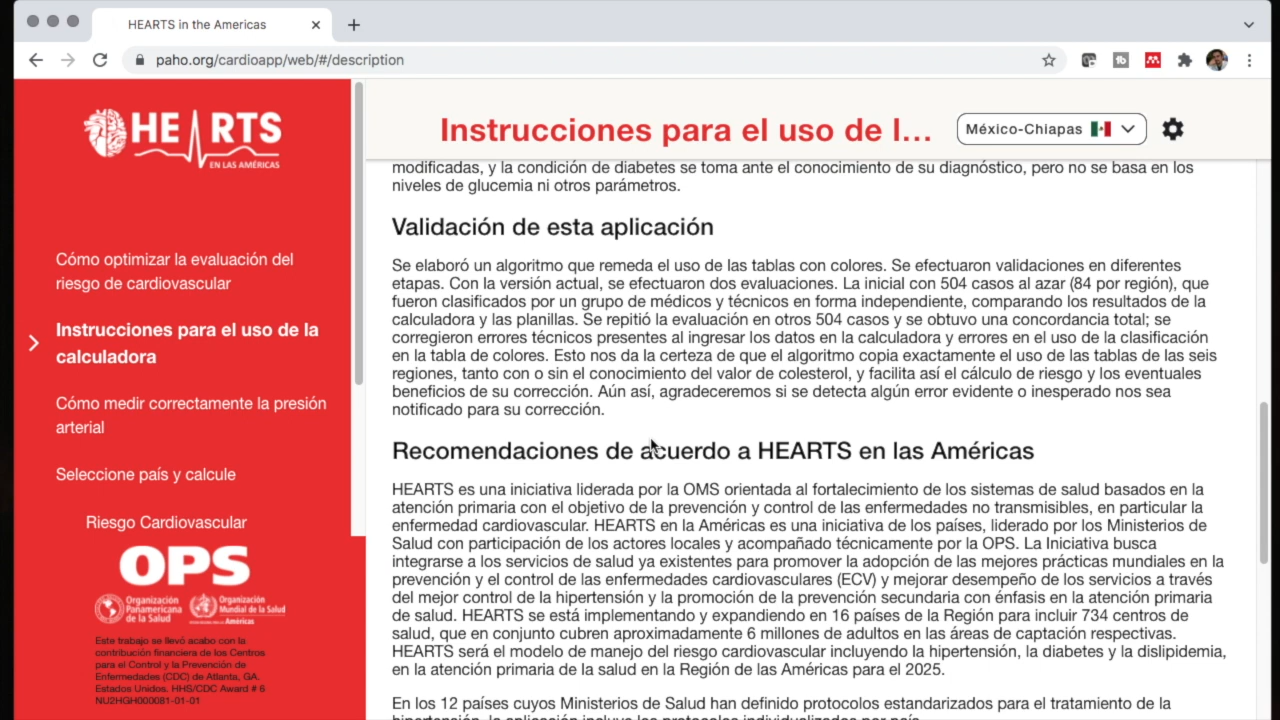 HEARTS in the Americas
paho.org/cardioapp/web/#/description
HEARTS
EN LAS AMÉRICAS
Cómo optimizar la evaluación del
riesgo de cardiovascular
Instrucciones para el uso de la
calculadora
Cómo medir correctamente la presión
arterial
Seleccione país y calcule
Riesgo Cardiovascular
OPS
Organización
Panamericana
de la Salud
Organización
Mundial de la Salud
Américas
Este trabajo se llevó acabo con la
contribución financiera de los Centros
para el Control y la Prevención de
Enfermedades (CDC) de Atlanta, GA.
Estados Unidos. HHS/CDC Award # 6
NU2HGH000081-01-01
Instrucciones para el uso de l...
México-Chiapas
modificadas, y la condición de diabetes se toma ante el conocimiento de su diagnóstico, pero no se basa en los
niveles de glucemia ni otros parámetros.
Validación de esta aplicación
Se elaboró un algoritmo que remeda el uso de las tablas con colores. Se efectuaron validaciones en diferentes
etapas. Con la versión actual, se efectuaron dos evaluaciones. La inicial con 504 casos al azar (84 por región), que
fueron clasificados por un grupo de médicos y técnicos en forma independiente, comparando los resultados de la
calculadora y las planillas. Se repitió la evaluación en otros 504 casos y se obtuvo una concordancia total; se
corregieron errores técnicos presentes al ingresar los datos en la calculadora y errores en el uso de la clasificación
en la tabla de colores. Esto nos da la certeza de que el algoritmo copia exactamente el uso de las tablas de las seis
regiones, tanto con o sin el conocimiento del valor de colesterol, y facilita así el cálculo de riesgo y los eventuales
beneficios de su corrección. Aún así, agradeceremos si se detecta algún error evidente o inesperado nos sea
notificado para su corrección.
Recomendaciones de acuerdo a HEARTS en las Américas
HEARTS es una iniciativa liderada por la OMS orientada al fortalecimiento de los sistemas de salud basados en la
atención primaria con el objetivo de la prevención y control de las enfermedades no transmisibles, en particular la
enfermedad cardiovascular. HEARTS en la Américas es una iniciativa de los países, liderado por los Ministerios de
Salud con participación de los actores locales y acompañado técnicamente por la OPS. La Iniciativa busca
integrarse a los servicios de salud ya existentes para promover la adopción de las mejores prácticas mundiales en la
prevención y el control de las enfermedades cardiovasculares (ECV) y mejorar desempeño de los servicios a través
del mejor control de la hipertensión y la promoción de la prevención secundaria con énfasis en la atención primaria
de salud. HEARTS se está implementando y expandiendo en 16 países de la Región para incluir 734 centros de
salud, que en conjunto cubren aproximadamente 6 millones de adultos en las áreas de captación respectivas.
HEARTS será el modelo de manejo del riesgo cardiovascular incluyendo la hipertensión, la diabetes y la dislipidemia,
en la atención primaria de salud en la Región de las Américas para el 2025.
En los 12 países cuyos Ministerios de Salud han definido protocolos estandarizados para el tratamiento de la
hipertensión, la aplicación incluye los protocolos individualizados por país.